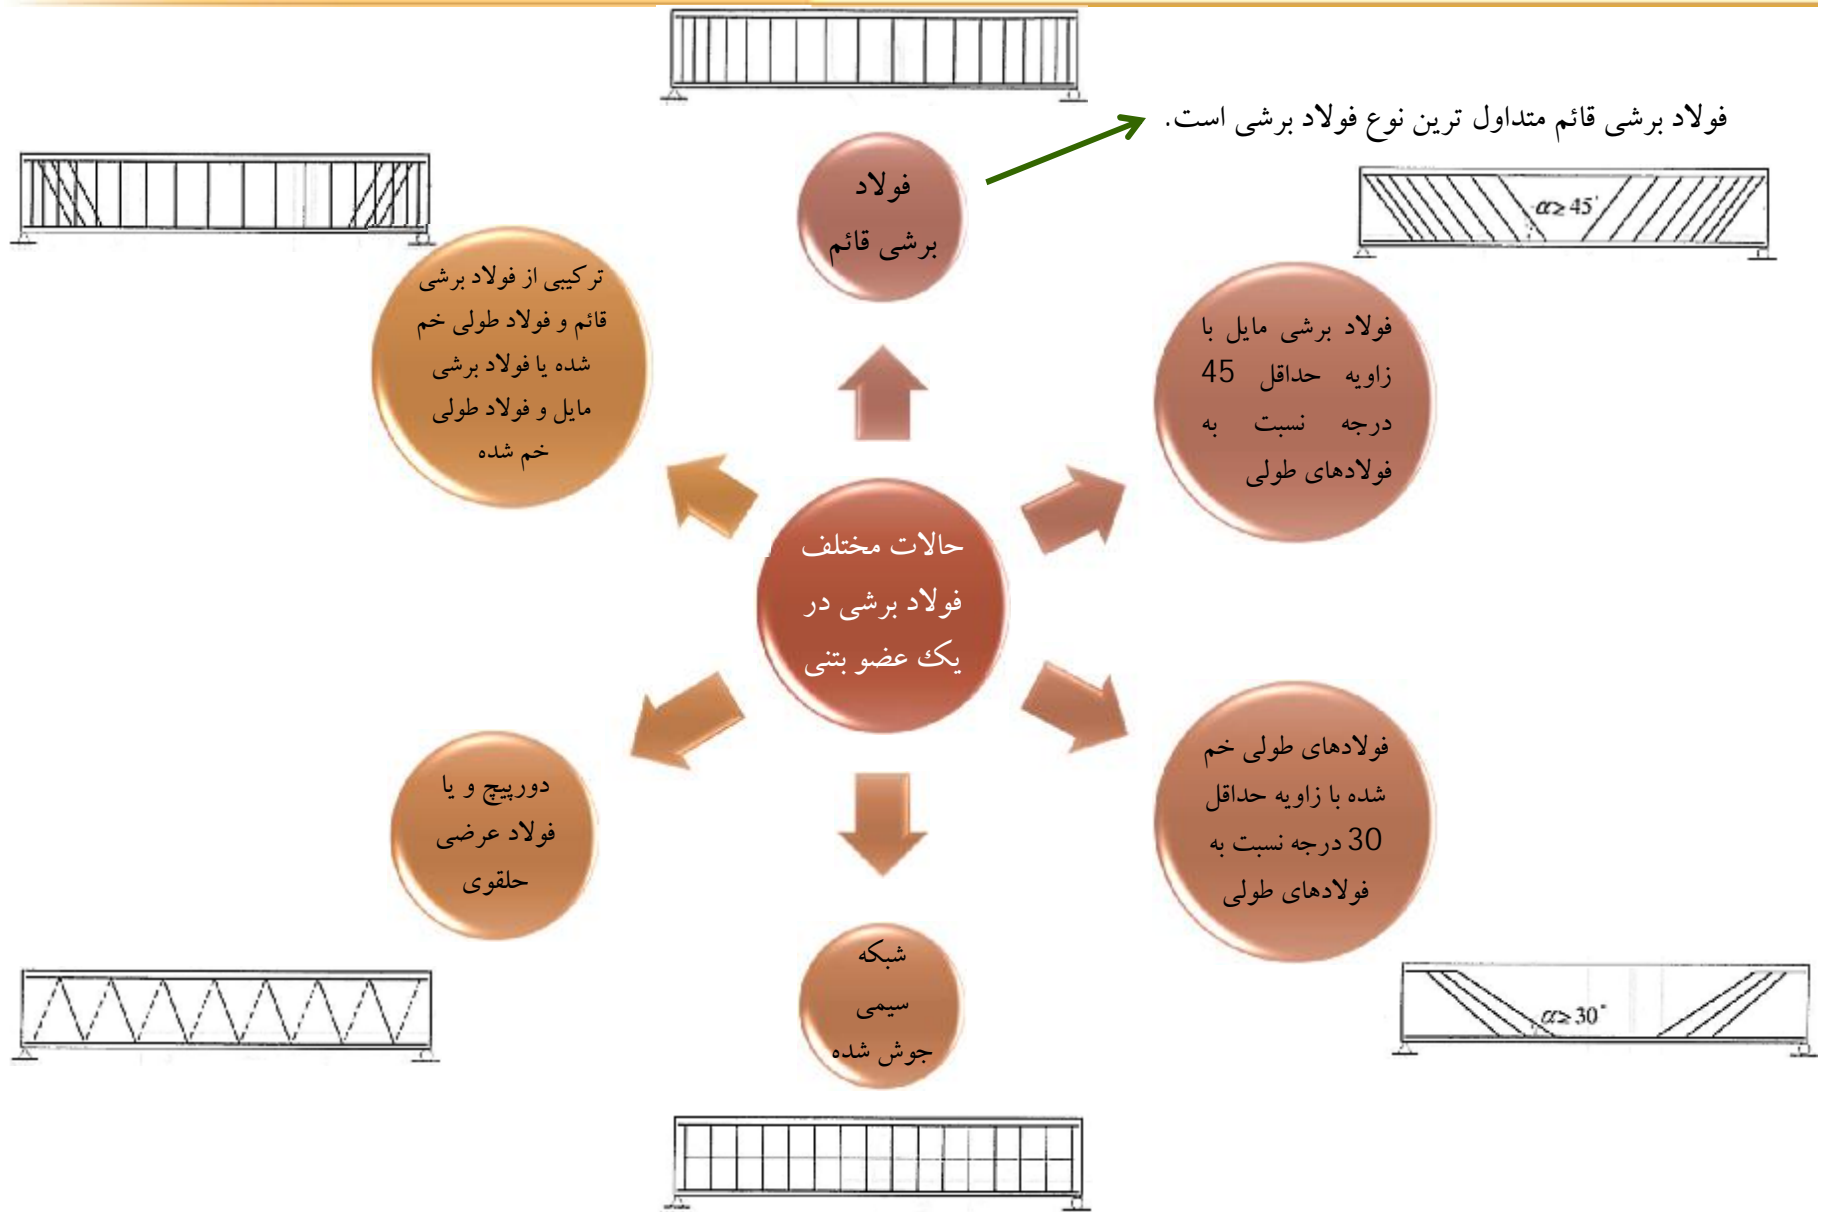 فولاد برشی قائم متداول ترین نوع فولاد برشی است.
فولاد
برشی قائم
α≥45°
فولاد برشی مایل با
زاویه حداقل 45
درجه نسبت به
فولادهای طولی
ترکیبی از فولاد برشی
قائم و فولاد طولی خم
شده یا فولاد برشی
مایل و فولاد طولی
خم شده
حالات مختلف
فولاد برشی در
یک عضو بتنی
فولادهای طولی خم
شده با زاویه حداقل
30 درجه نسبت به
فولادهای طولی
دورپیچ و یا
فولاد عرضی
حلقوی
شبکه
سیمی
جوش شده
α≥30°